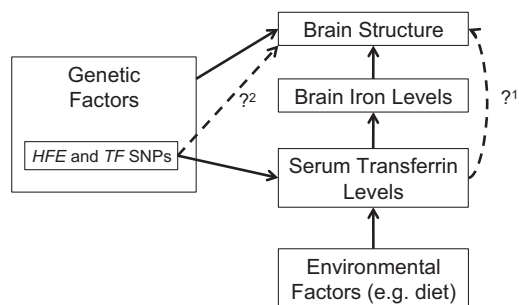 Brain Structure
Genetic
Factors
?²
Brain Iron Levels
?¹
HFE and TF SNPs
Serum Transferrin
Levels
Environmental
Factors (e.g. diet)